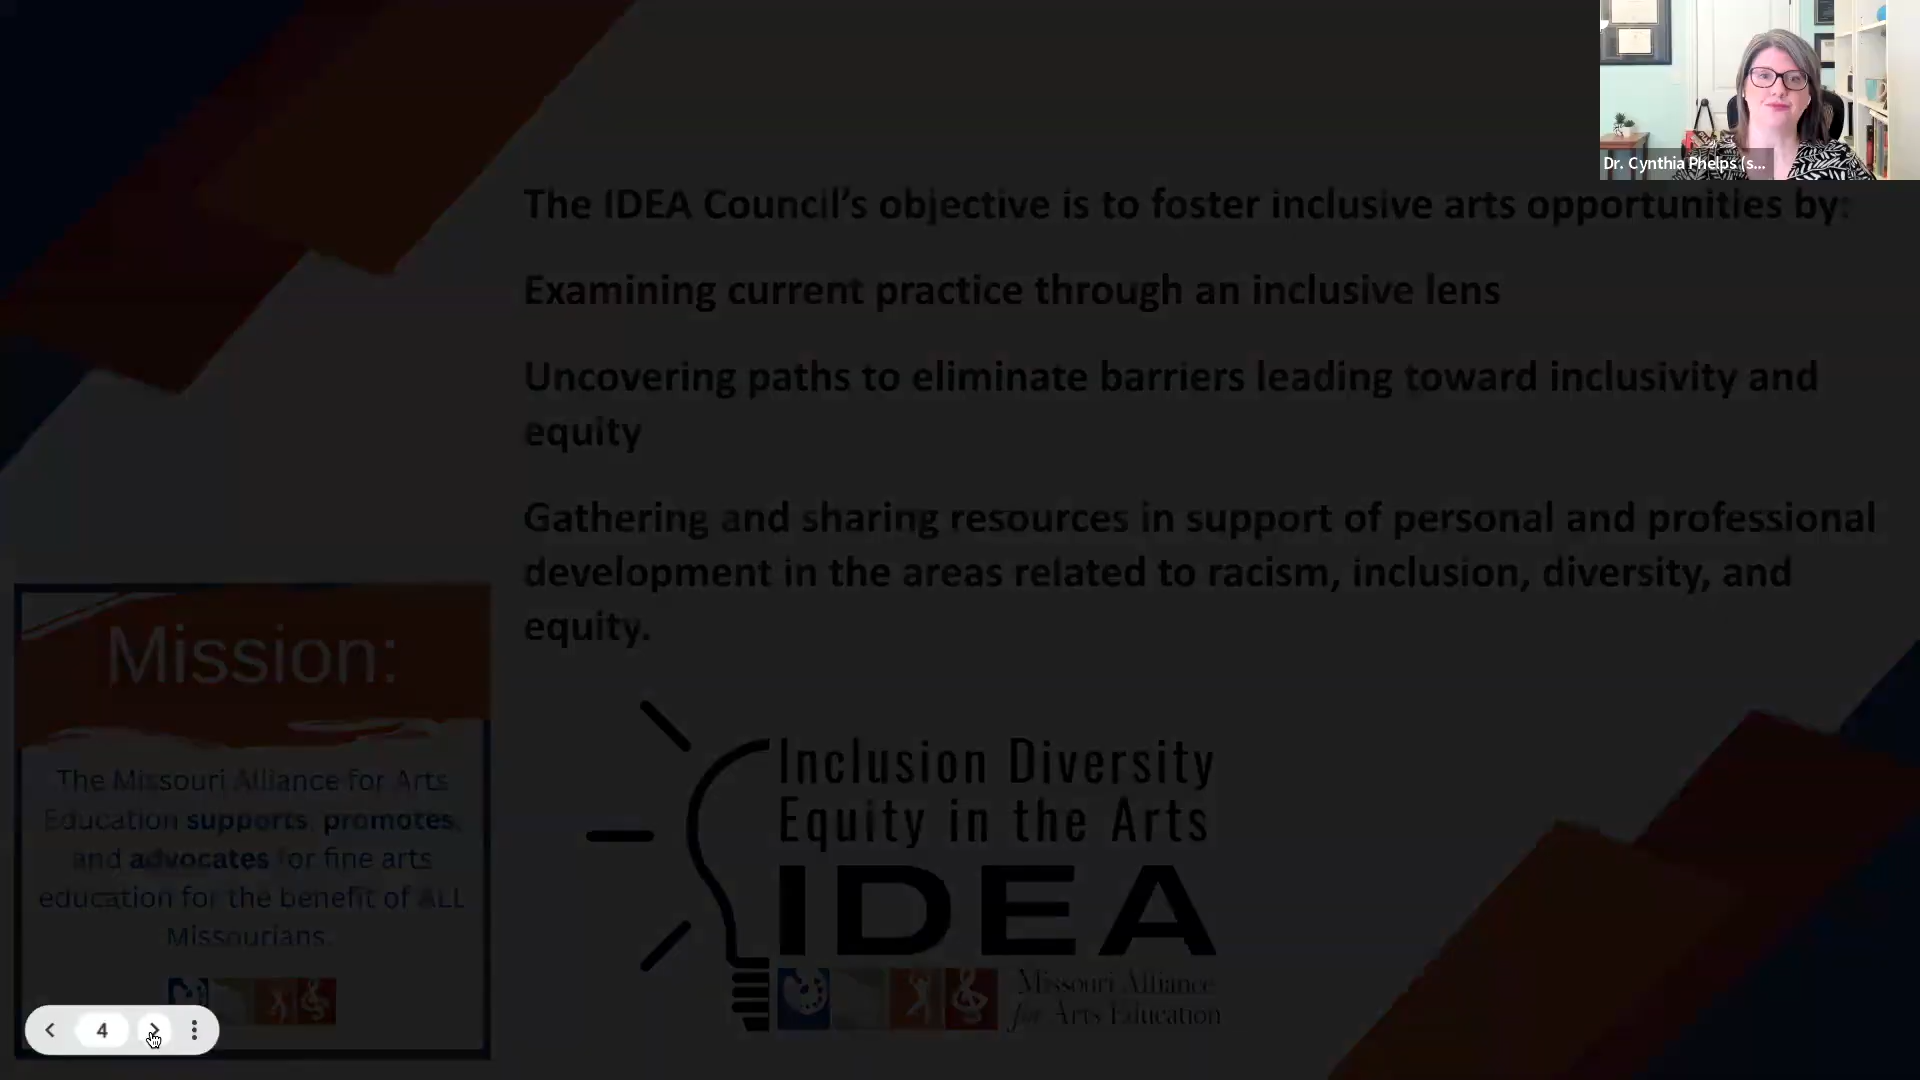 Dr. Cynthia Phelps (s...
The IDEA Council's objective is to foster inclusive arts opportunities by:
Examining current practice through an inclusive lens
Uncovering paths to eliminate barriers leading toward inclusivity and
equity
Gathering and sharing resources in support of personal and professional
development in the areas related to racism, inclusion, diversity, and
equity.
Mission:
The Missouri Alliance for Arts
Education supports, promotes,
and advocates for fine arts
education for the benefit of ALL
Missourians.
Inclusion Diversity
Equity in the Arts
IDEA
Missouri Alliance
for Arts Education
4